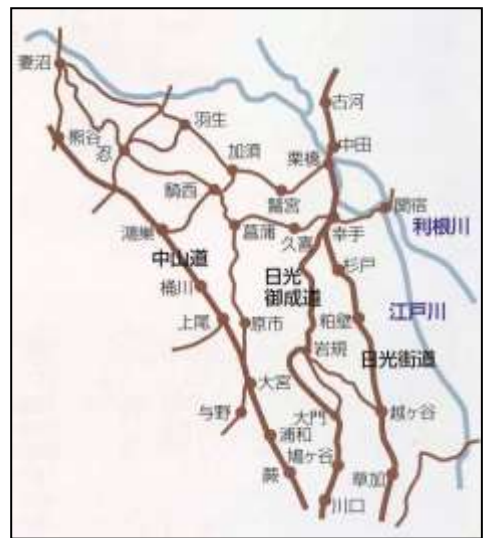 妻沼
古河
羽生
中田
熊谷
忍
加須
栗橋
騎西
鷲宮
関宿
鴻巣
菖蒲
久喜
幸手
利根川
中山道
日光
御成道
杉戸
桶川
上尾
原市
粕壁
江戸川
岩規
日光街道
大宮
与野
大門
越ヶ谷
浦和
鳩ヶ谷
蕨
草加
川口